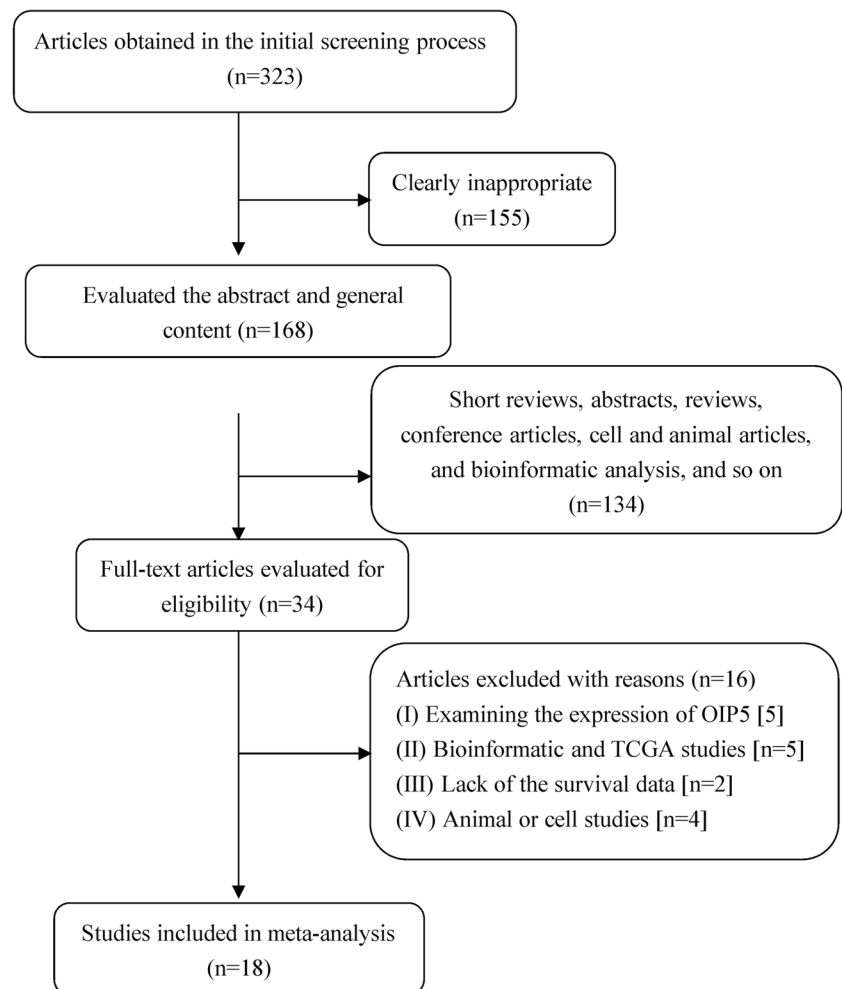 Articles obtained in the initial screening process
(n=323)
Clearly inappropriate
(n=155)
Evaluated the abstract and general
content (n=168)
Short reviews, abstracts, reviews,
conference articles, cell and animal articles,
and bioinformatic analysis, and so on
(n=134)
Full-text articles evaluated for
eligibility (n=34)
Articles excluded with reasons (n=16)
(I) Examining the expression of OIP5 [5]
(II) Bioinformatic and TCGA studies [n=5]
(III) Lack of the survival data [n=2]
(IV) Animal or cell studies [n=4]
Studies included in meta-analysis
(n=18)